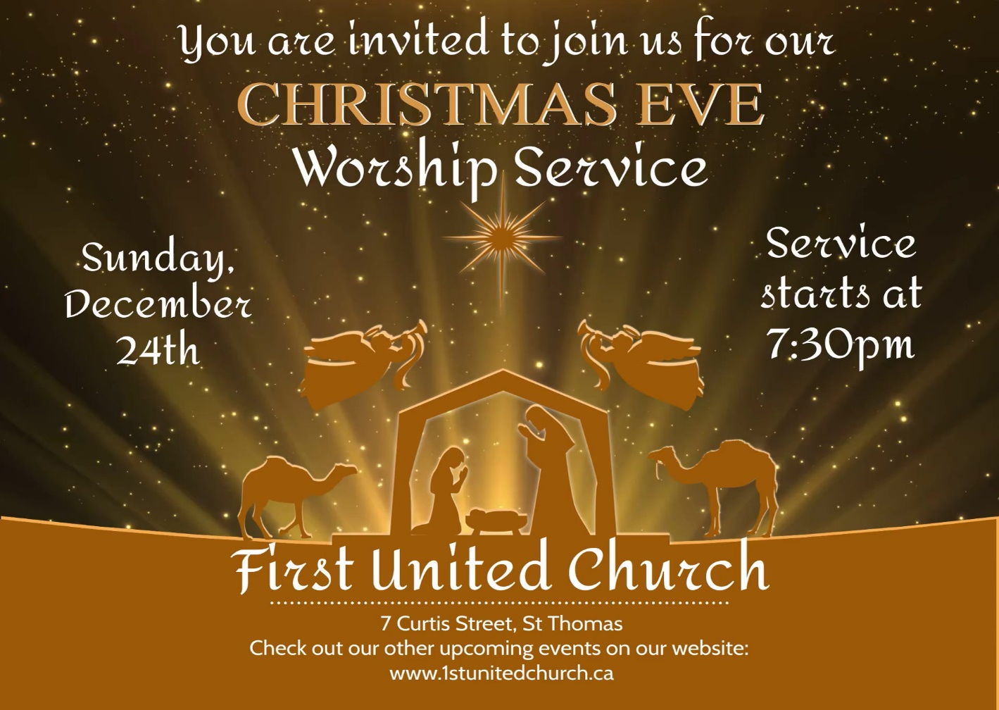 You are invited to join us for our
CHRISTMAS EVE
Worship Service
Sunday,
December
24th
Service
starts at
7:30pm
First United Church
7 Curtis Street, St Thomas
Check out our other upcoming events on our website:
www.1stunitedchurch.ca